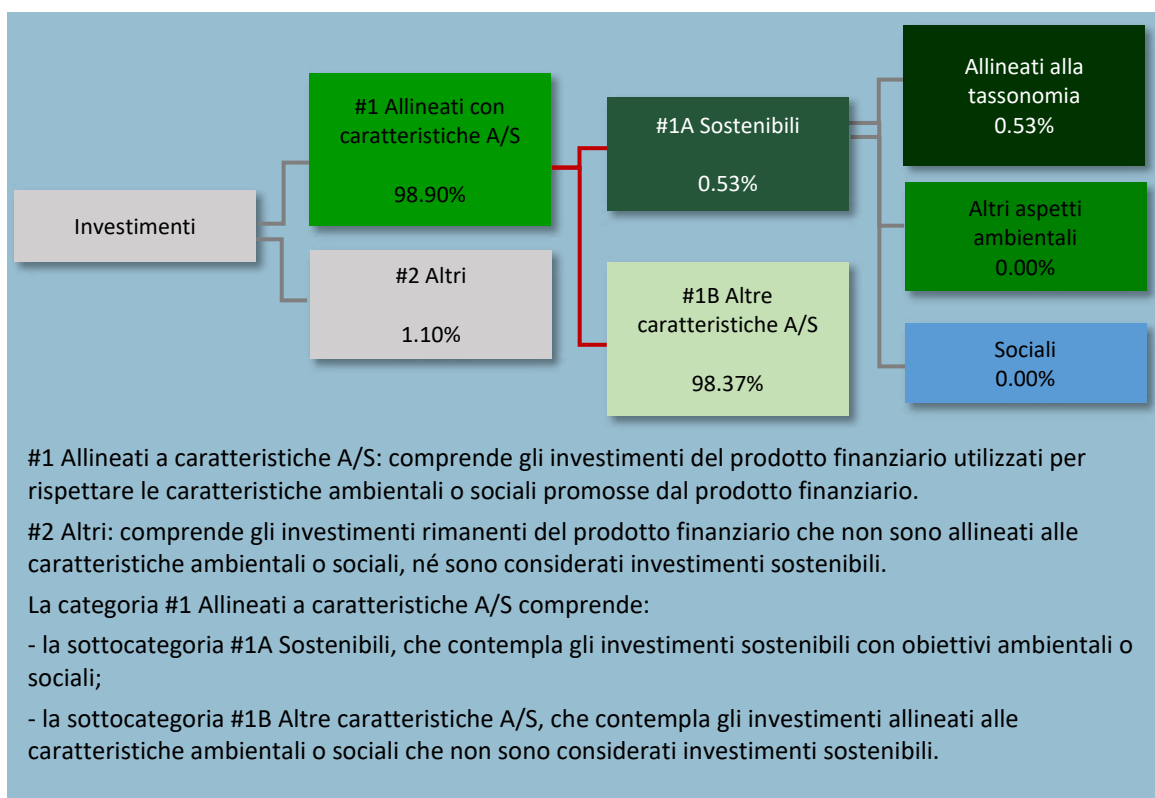 Investimenti
#1 Allineati con
caratteristiche A/S
98.90%
#2 Altri
1.10%
#1A Sostenibili
0.53%
#1B Altre
caratteristiche A/S
98.37%
Allineati alla
tassonomia
0.53%
Altri aspetti
ambientali
0.00%
Sociali
0.00%
#1 Allineati a caratteristiche A/S: comprende gli investimenti del prodotto finanziario utilizzati per
rispettare le caratteristiche ambientali o sociali promosse dal prodotto finanziario.
#2 Altri: comprende gli investimenti rimanenti del prodotto finanziario che non sono allineati alle
caratteristiche ambientali o sociali, né sono considerati investimenti sostenibili.
La categoria #1 Allineati a caratteristiche A/S comprende:
- la sottocategoria #1A Sostenibili, che contempla gli investimenti sostenibili con obiettivi ambientali o
sociali;
- la sottocategoria #1B Altre caratteristiche A/S, che contempla gli investimenti allineati alle
caratteristiche ambientali o sociali che non sono considerati investimenti sostenibili.